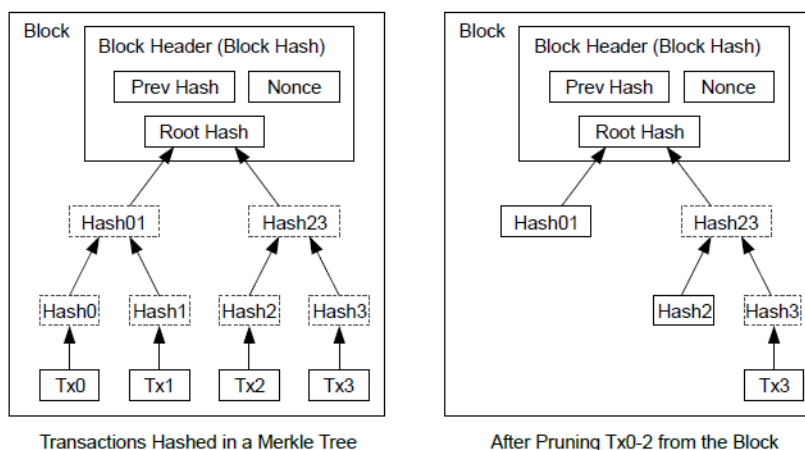 Block
Block Header (Block Hash)
Prev Hash
Nonce
Root Hash
Hash01
Hash23
Hash0
Hash1
Hash2
Hash3
Tx0
Tx1
Tx2
Tx3
Transactions Hashed in a Merkle Tree
Block
Block Header (Block Hash)
Prev Hash
Nonce
Root Hash
Hash01
Hash23
Hash2
Hash3
Tx3
After Pruning Tx0-2 from the Block